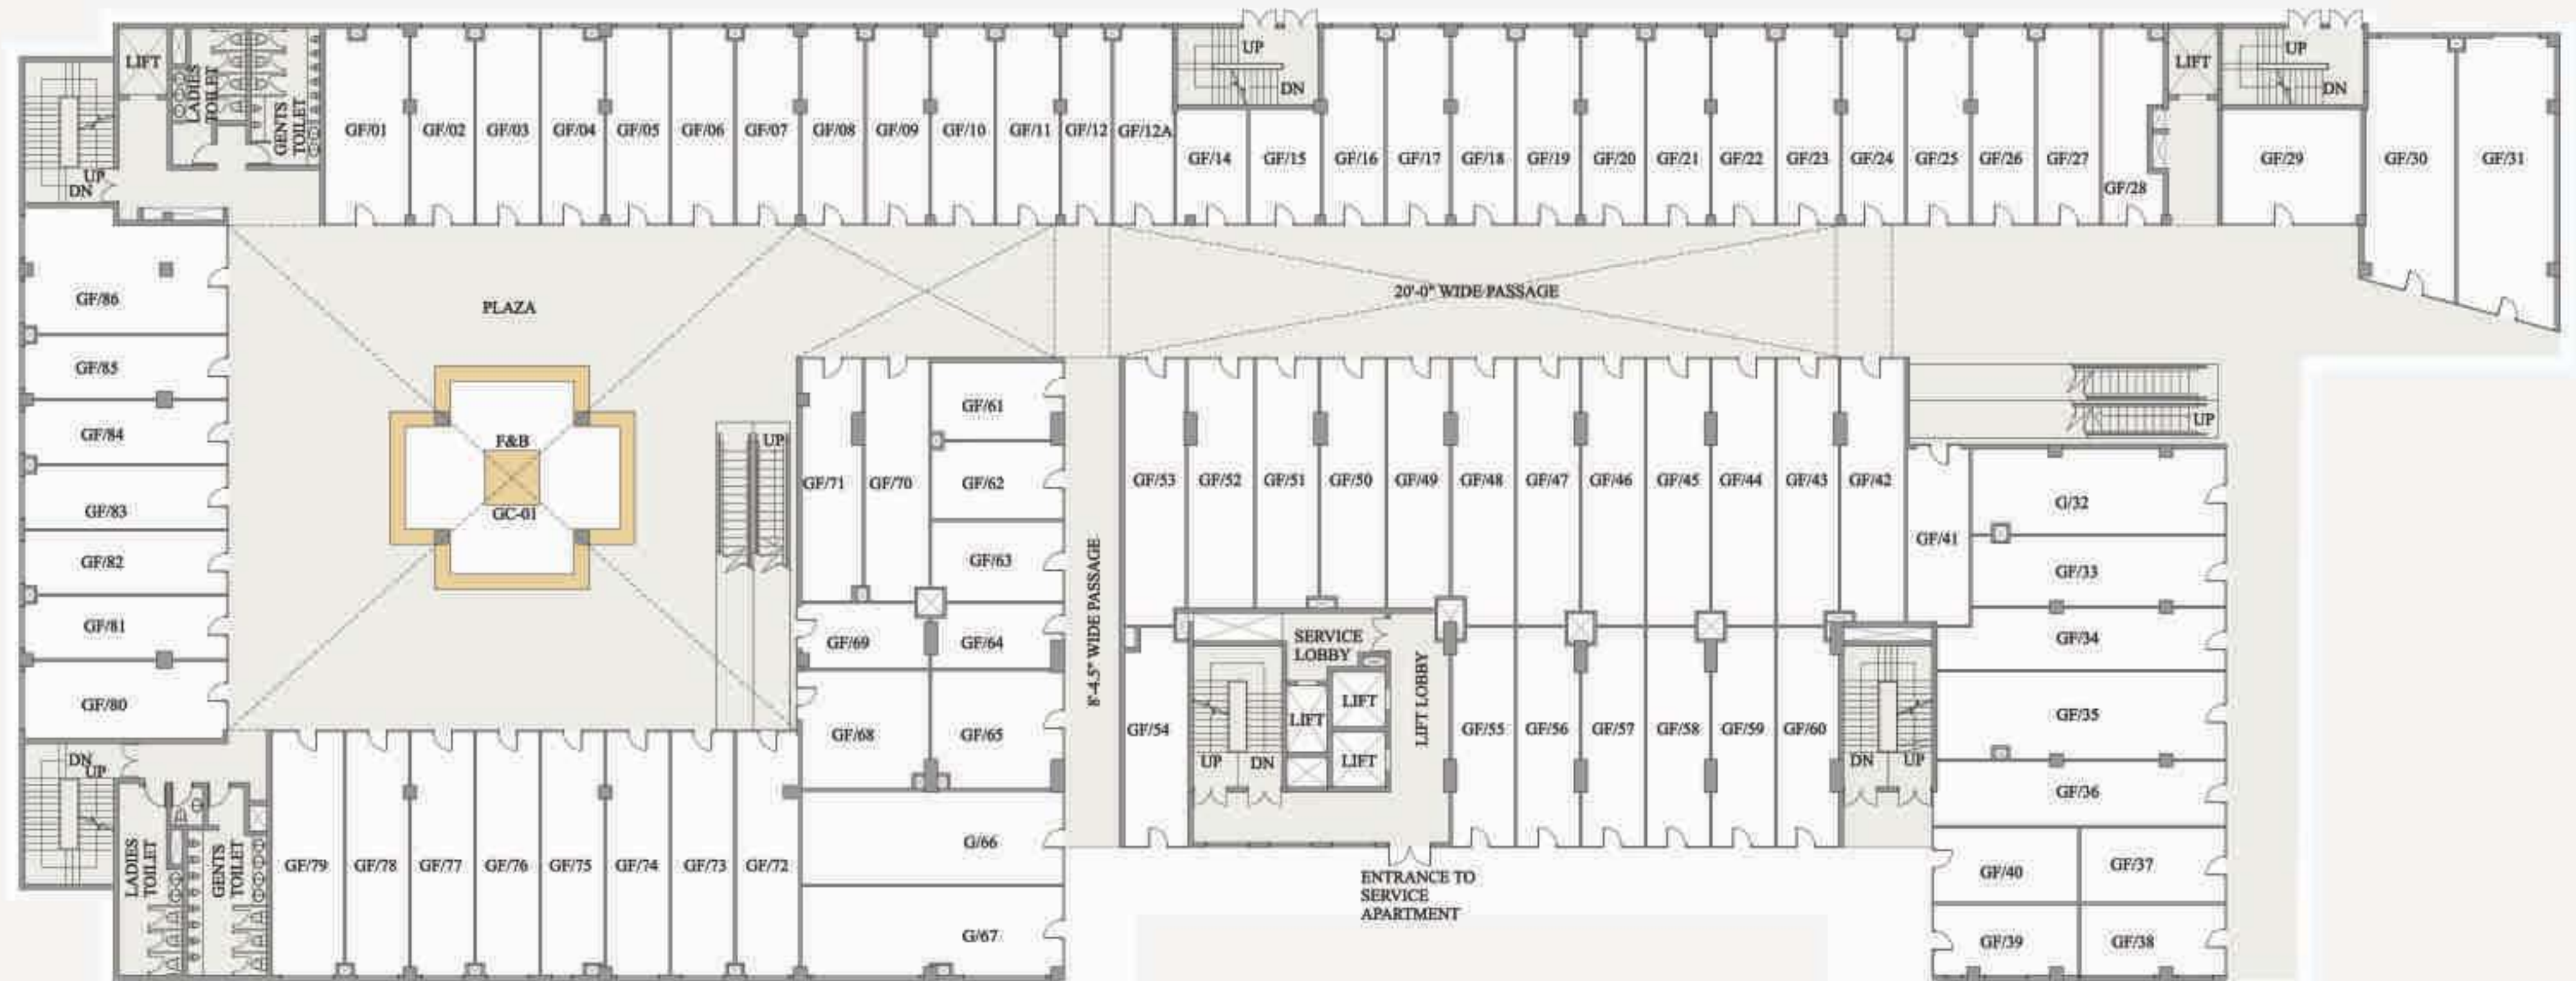 UP
UP
LIFT
LIFT
DN
DN
LADIES
TOILET
GENTS
TOILET
GF/01
GF/02
GF/03
GF/04
GF/05
GF/06
GF/07
GF/08
GF/09
GF/10
GF/11
GF/12
GF/12A
GF/14
GF/15
GF/16
GF/17
GF/18
GF/19
GF/20
GF/21
GF/22
GF/23
GF/24
GF/25
GF/26
GF/27
GF/28
GF/29
GF/30
GF/31
UP
DN
GF/86
PLAZA
20'-0" WIDE PASSAGE
GF/85
GF/84
GF/83
GF/82
GF/81
GF/80
F&B
GC-01
UP
GF/71
GF/70
GF/61
GF/62
GF/63
GF/69
GF/64
GF/68
GF/65
8'-4.5" WIDE PASSAGE
GF/53
GF/52
GF/51
GF/50
GF/49
GF/48
GF/47
GF/46
GF/45
GF/44
GF/43
GF/42
UP
GF/41
G/32
GF/33
GF/34
GF/35
GF/36
GF/40
GF/37
GF/39
GF/38
SERVICE
LOBBY
LIFT LOBBY
LIFT
LIFT
LIFT
UP
DN
GF/54
GF/55
GF/56
GF/57
GF/58
GF/59
GF/60
DN
UP
DN
UP
LADIES
TOILET
GENTS
TOILET
GF/79
GF/78
GF/77
GF/76
GF/75
GF/74
GF/73
GF/72
G/66
G/67
ENTRANCE TO
SERVICE
APARTMENT